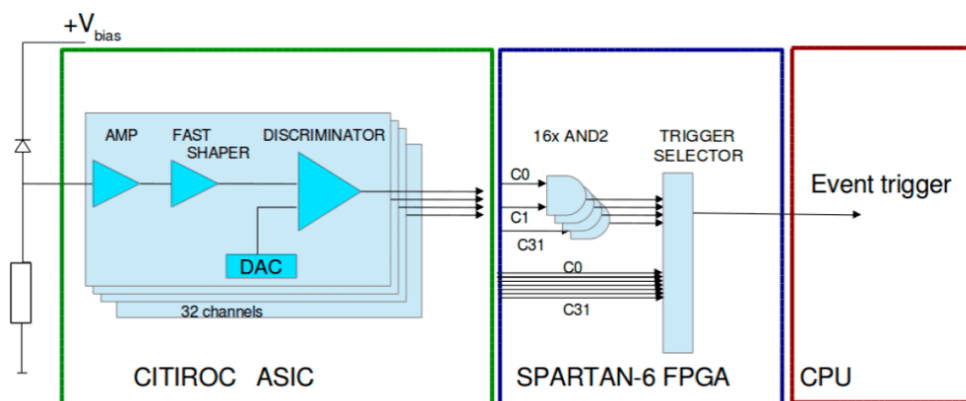 +Vbias
AMP
FAST
SHAPER
DISCRIMINATOR
DAC
32 channels
CITIROC ASIC
16x AND2
TRIGGER
SELECTOR
C0
C1
C31
C0
C31
SPARTAN-6 FPGA
Event trigger
CPU